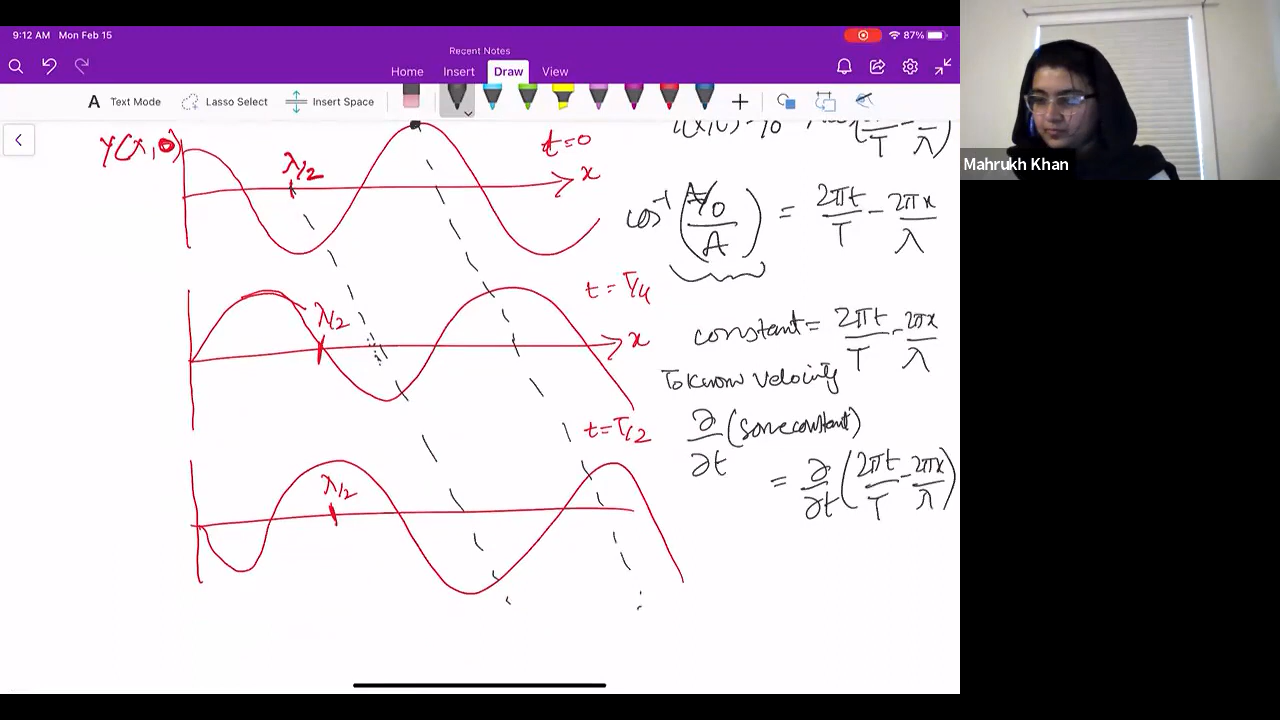 9:12 AM Mon Feb 15
87%
Recent Notes
Home Insert Draw View
A Text Mode Lasso Select Insert Space
Mahrukh Khan
Y(x,0)
λ/2
t=0
x
λ/2
t = T/4
x
λ/2
t=T/2
cos⁻¹ (Y₀/A) = 2πt/T - 2πx/λ
constant = 2πt/T - 2πx/λ
To know velocity
∂/∂t (some constant)
= ∂/∂t (2πt/T - 2πx/λ)